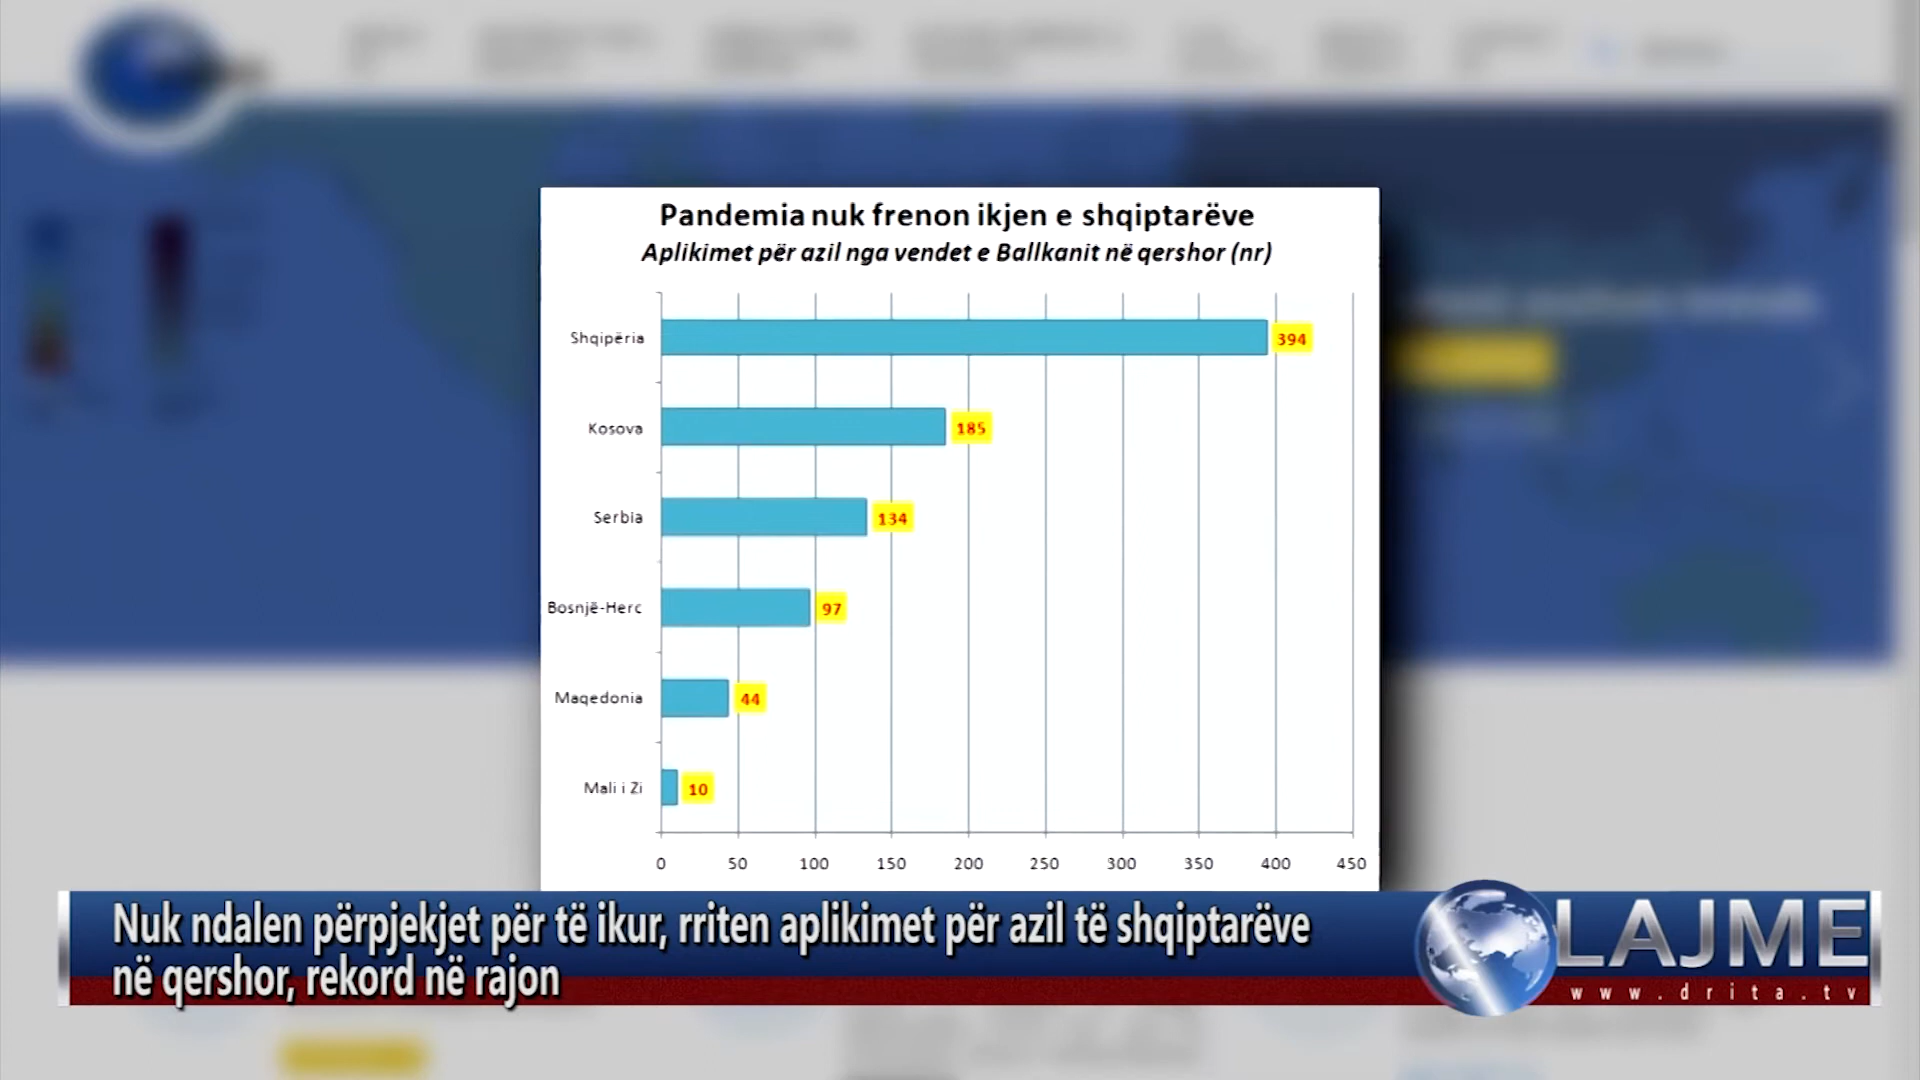 Pandemia nuk frenon ikjen e shqiptarëve
Aplikimet për azil nga vendet e Ballkanit në qershor (nr)
Shqipëria 394
Kosova 185
Serbia 134
Bosnjë-Herc 97
Maqedonia 44
Mali i Zi 10
0 50 100 150 200 250 300 350 400 450
Nuk ndalen përpjekjet për të ikur, rriten aplikimet për azil të shqiptarëve
në qershor, rekord në rajon
LAJME
www.drita.tv